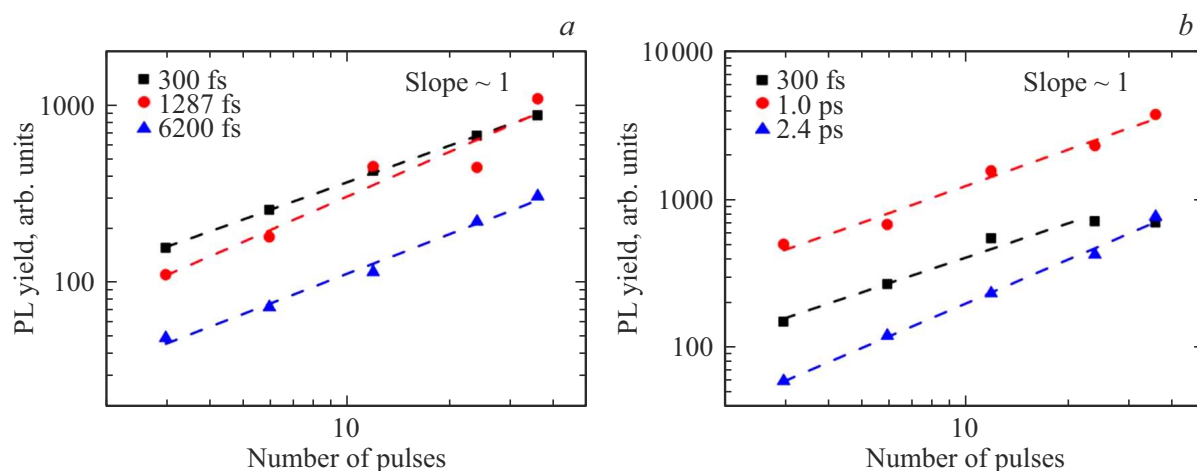 a
300 fs
1287 fs
6200 fs
Slope ~ 1
1000
100
PL yield, arb. units
10
Number of pulses
b
10 000
300 fs
1.0 ps
2.4 ps
Slope ~ 1
1000
100
PL yield, arb. units
10
Number of pulses